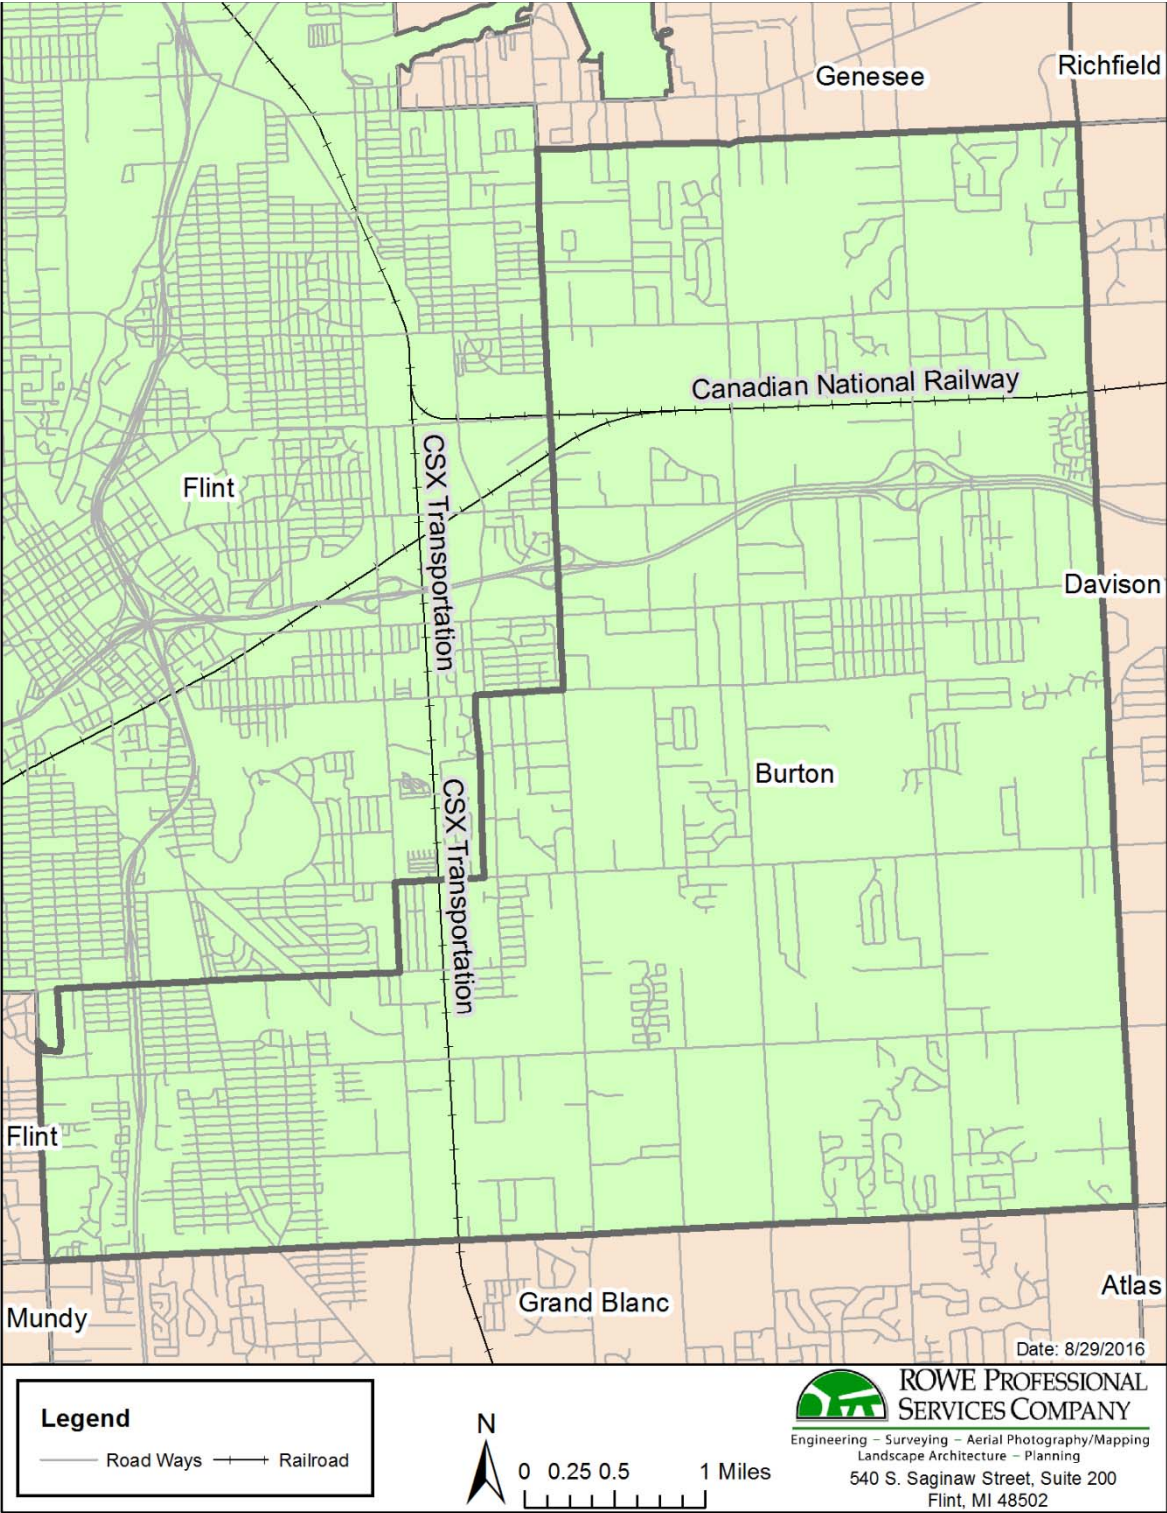 Genesee
Richfield
Canadian National Railway
CSX Transportation
Flint
Davison
Burton
CSX Transportation
Flint
Mundy
Grand Blanc
Atlas
Date: 8/29/2016
Legend
Road Ways
Railroad
N
0 0.25 0.5 1 Miles
ROWE PROFESSIONAL
SERVICES COMPANY
Engineering – Surveying – Aerial Photography/Mapping
Landscape Architecture – Planning
540 S. Saginaw Street, Suite 200
Flint, MI 48502